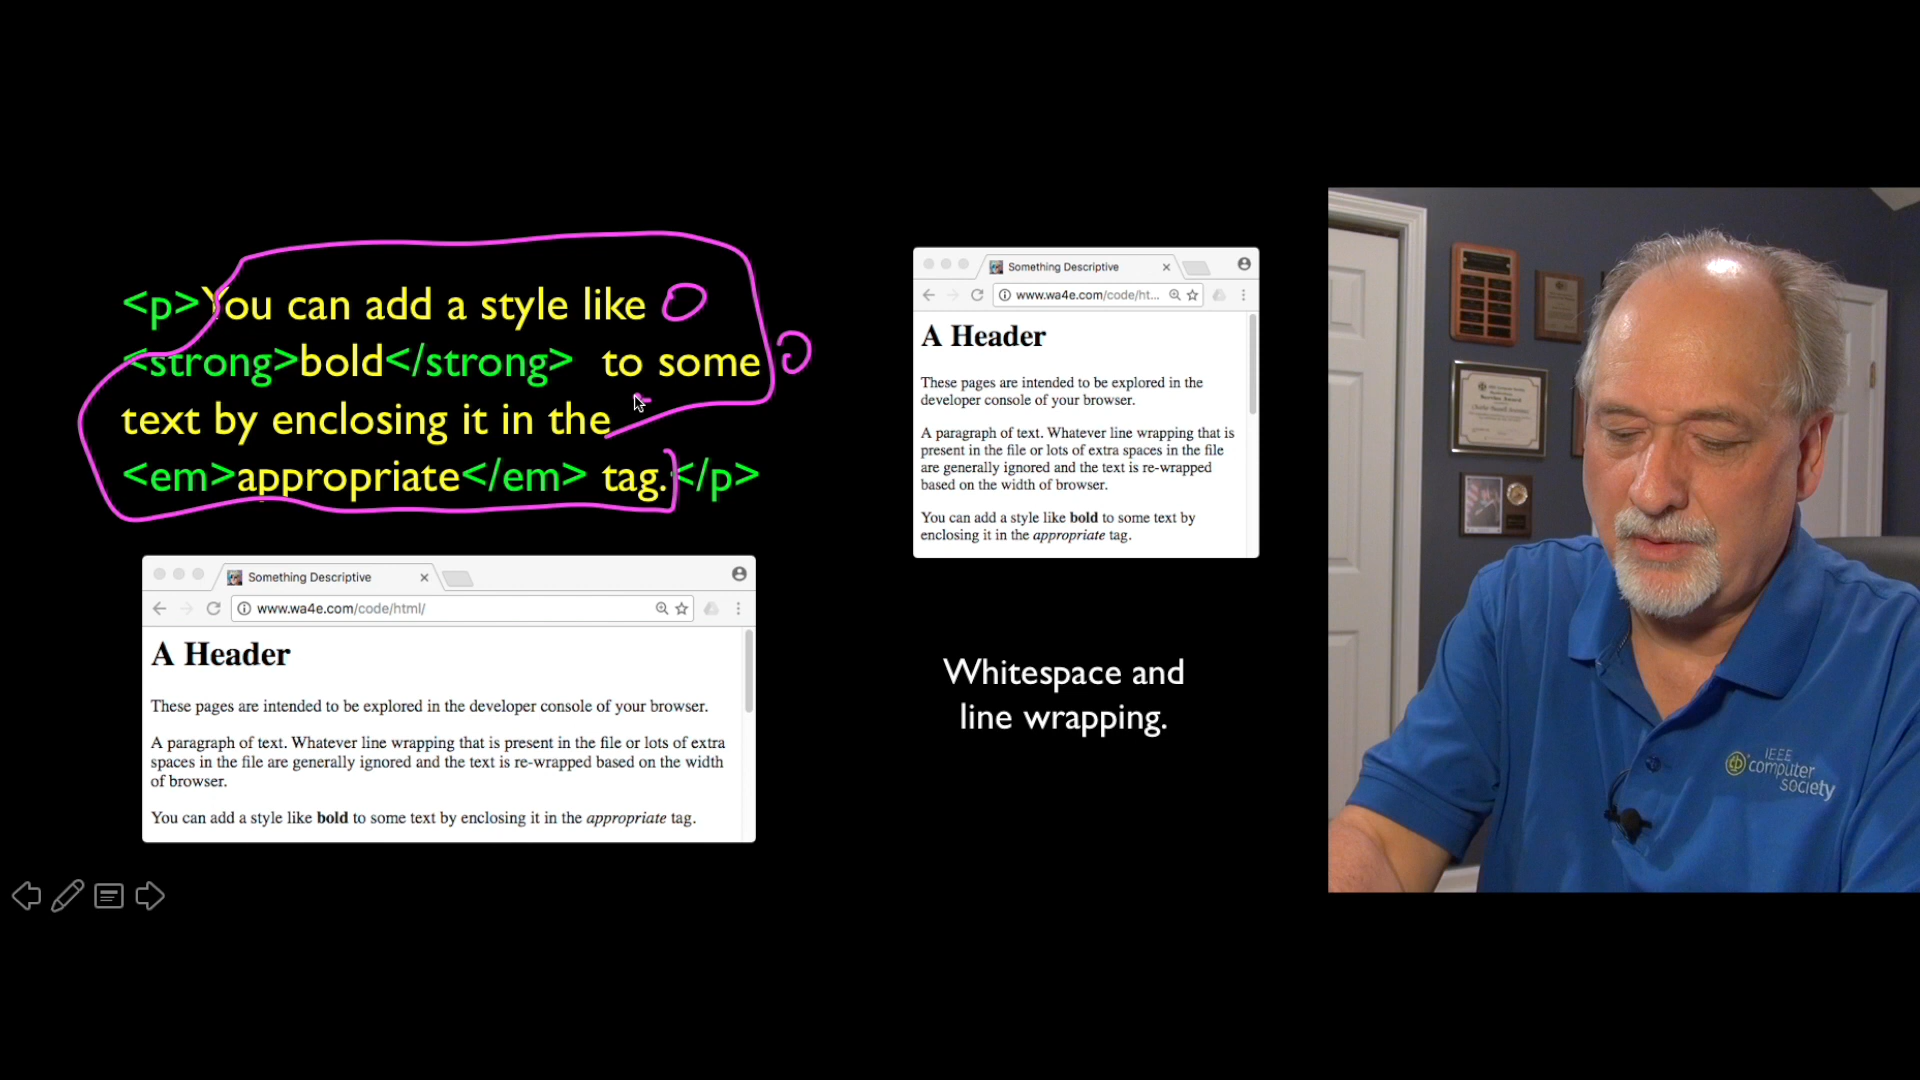 <p>You can add a style like
<strong>bold</strong>  to some
text by enclosing it in the
<em>appropriate</em> tag.</p>
Something Descriptive
www.wa4e.com/code/html/
A Header
These pages are intended to be explored in the developer console of your browser.
A paragraph of text. Whatever line wrapping that is present in the file or lots of extra
spaces in the file are generally ignored and the text is re-wrapped based on the width
of browser.
You can add a style like bold to some text by enclosing it in the appropriate tag.
Something Descriptive
www.wa4e.com/code/ht...
A Header
These pages are intended to be explored in the
developer console of your browser.
A paragraph of text. Whatever line wrapping that is
present in the file or lots of extra spaces in the file
are generally ignored and the text is re-wrapped
based on the width of browser.
You can add a style like bold to some text by
enclosing it in the appropriate tag.
Whitespace and
line wrapping.
IEEE
computer
society